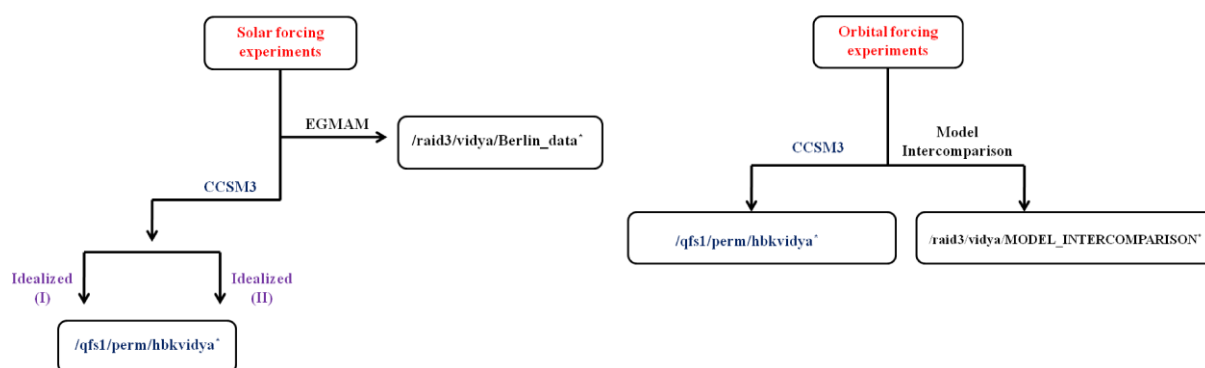 Solar forcing
experiments
EGMAM
/raid3/vidya/Berlin_data*
CCSM3
Idealized
(I)
Idealized
(II)
/qfs1/perm/hbkvidya*
Orbital forcing
experiments
CCSM3
Model
Intercomparison
/qfs1/perm/hbkvidya*
/raid3/vidya/MODEL_INTERCOMPARISON*